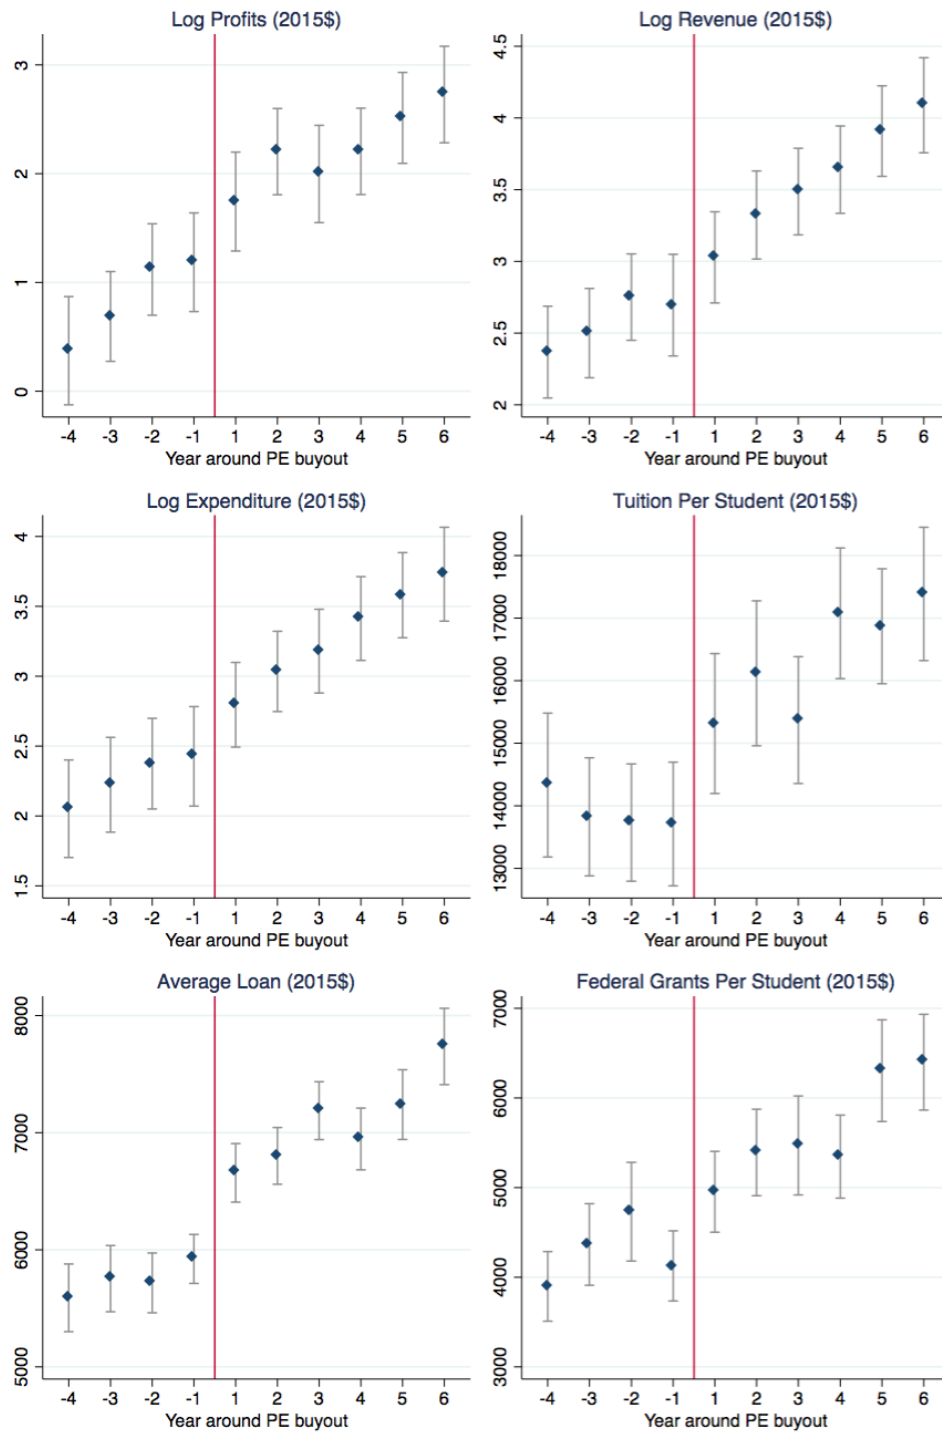 Log Profits (2015$)
3
2
1
0
-4 -3 -2 -1 1 2 3 4 5 6
Year around PE buyout
Log Revenue (2015$)
4.5
4
3.5
3
2.5
2
-4 -3 -2 -1 1 2 3 4 5 6
Year around PE buyout
Log Expenditure (2015$)
4
3.5
3
2.5
2
1.5
-4 -3 -2 -1 1 2 3 4 5 6
Year around PE buyout
Tuition Per Student (2015$)
18000
17000
16000
15000
14000
13000
-4 -3 -2 -1 1 2 3 4 5 6
Year around PE buyout
Average Loan (2015$)
8000
7000
6000
5000
-4 -3 -2 -1 1 2 3 4 5 6
Year around PE buyout
Federal Grants Per Student (2015$)
7000
6000
5000
4000
3000
-4 -3 -2 -1 1 2 3 4 5 6
Year around PE buyout